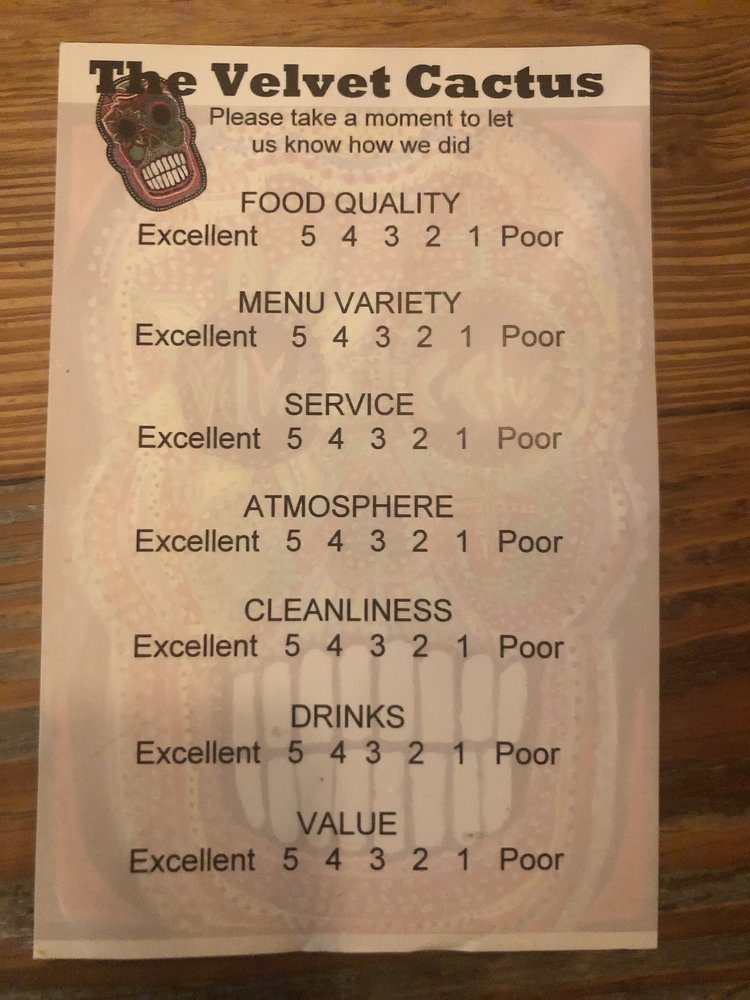 The Velvet Cactus
Please take a moment to let
us know how we did
FOOD QUALITY
Excellent 5 4 3 2 1 Poor
MENU VARIETY
Excellent 5 4 3 2 1 Poor
SERVICE
Excellent 5 4 3 2 1 Poor
ATMOSPHERE
Excellent 5 4 3 2 1 Poor
CLEANLINESS
Excellent 5 4 3 2 1 Poor
DRINKS
Excellent 5 4 3 2 1 Poor
VALUE
Excellent 5 4 3 2 1 Poor